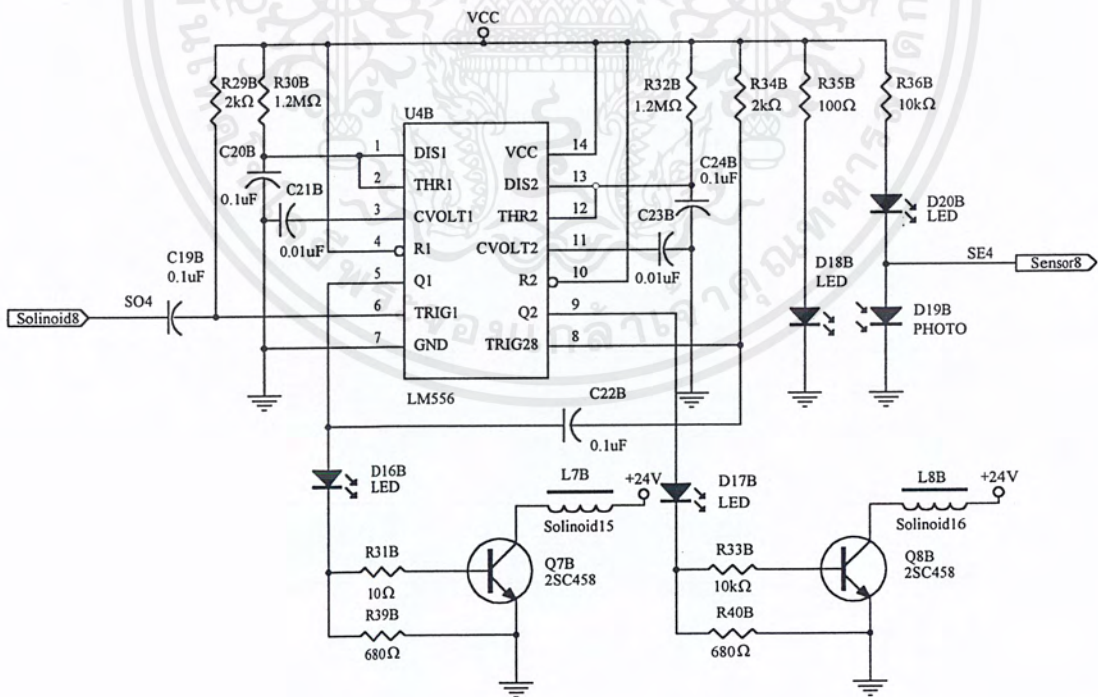 VCC
R29B
2kΩ
R30B
1.2MΩ
R32B
1.2MΩ
R34B
2kΩ
R35B
100Ω
R36B
10kΩ
U4B
C20B
0.1uF
C21B
0.01uF
C19B
0.1uF
SO4
Solinoid8
1 DIS1
2 THR1
3 CVOLT1
4 R1
5 Q1
6 TRIG1
7 GND
VCC 14
DIS2 13
THR2 12
CVOLT2 11
R2 10
Q2 9
TRIG28 8
LM556
C24B
0.1uF
C23B
0.01uF
D18B
LED
D20B
LED
SE4
Sensor8
D19B
PHOTO
C22B
0.1uF
D16B
LED
L7B
+24V
Solinoid15
D17B
LED
L8B
+24V
Solinoid16
R31B
10Ω
Q7B
2SC458
R39B
680Ω
R33B
10kΩ
Q8B
2SC458
R40B
680Ω